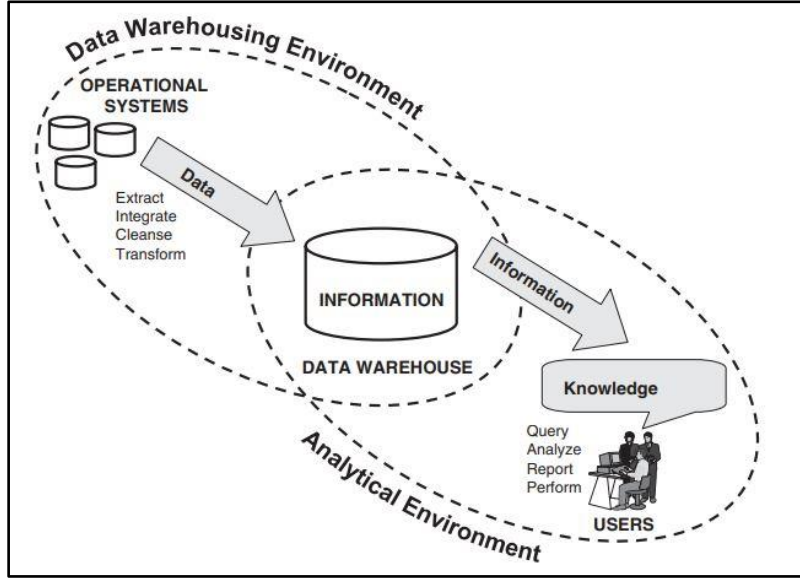 Data Warehousing Environment
OPERATIONAL
SYSTEMS
Data
Extract
Integrate
Cleanse
Transform
INFORMATION
DATA WAREHOUSE
Information
Knowledge
Query
Analyze
Report
Perform
USERS
Analytical Environment